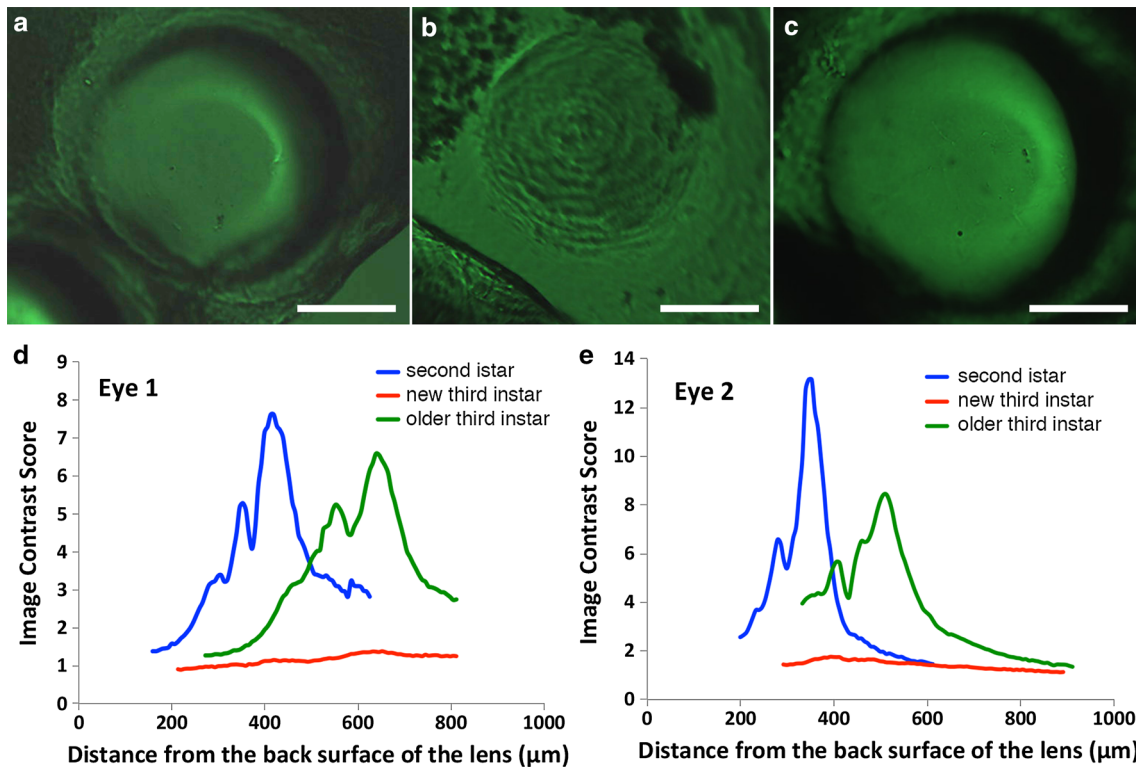 a
b
c
d
Eye 1
second istar
new third instar
older third instar
Image Contrast Score
9
8
7
6
5
4
3
2
1
0
0 200 400 600 800 1000
Distance from the back surface of the lens (µm)
e
Eye 2
second istar
new third instar
older third instar
Image Contrast Score
14
12
10
8
6
4
2
0
0 200 400 600 800 1000
Distance from the back surface of the lens (µm)